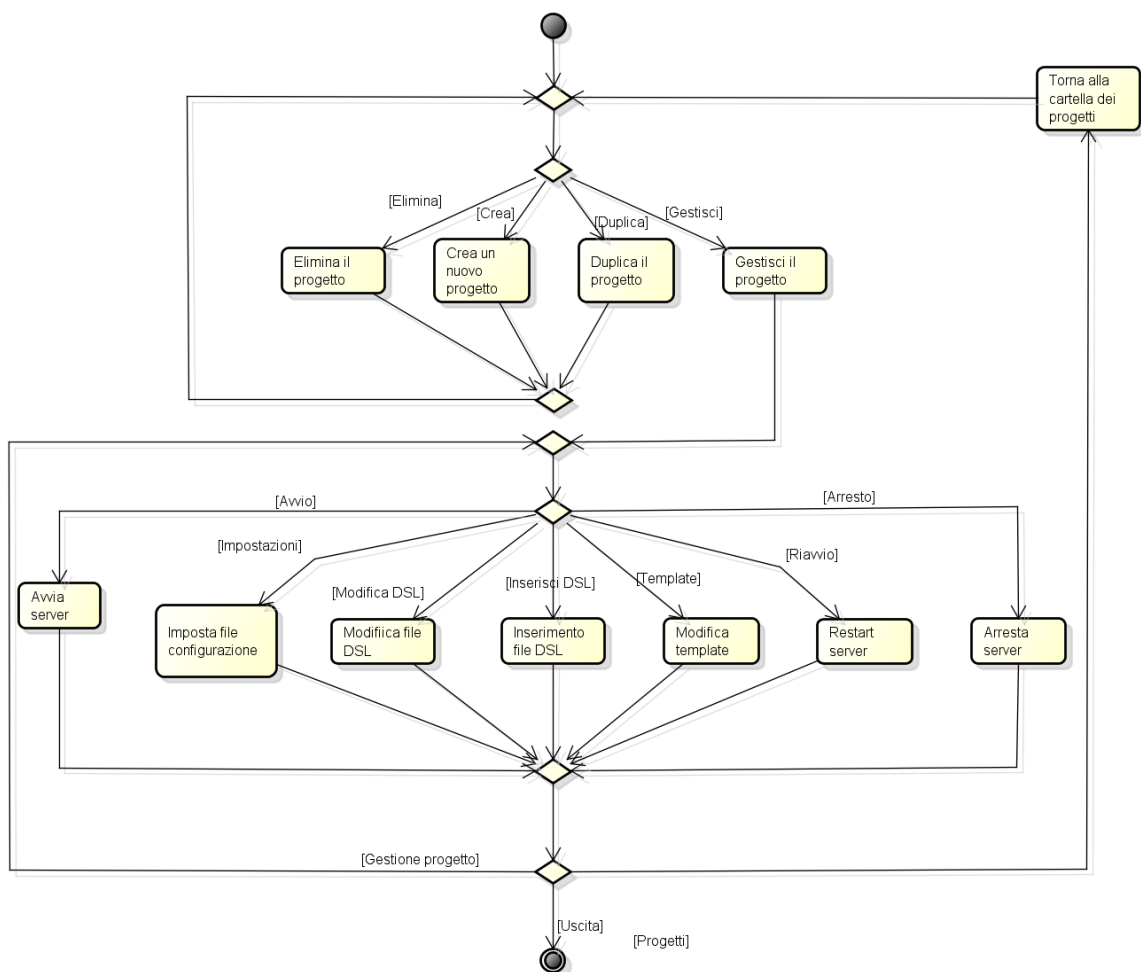 Torna alla
cartella dei
progetti
[Elimina]
[Crea]
[Duplica]
[Gestisci]
Elimina il
progetto
Crea un
nuovo
progetto
Duplica il
progetto
Gestisci il
progetto
[Avvio]
[Arresto]
[Impostazioni]
[Riavvio]
[Modifica DSL]
[Inserisci DSL]
[Template]
Avvia
server
Imposta file
configurazione
Modifiica file
DSL
Inserimento
file DSL
Modifica
template
Restart
server
Arresta
server
[Gestione progetto]
[Uscita]
[Progetti]